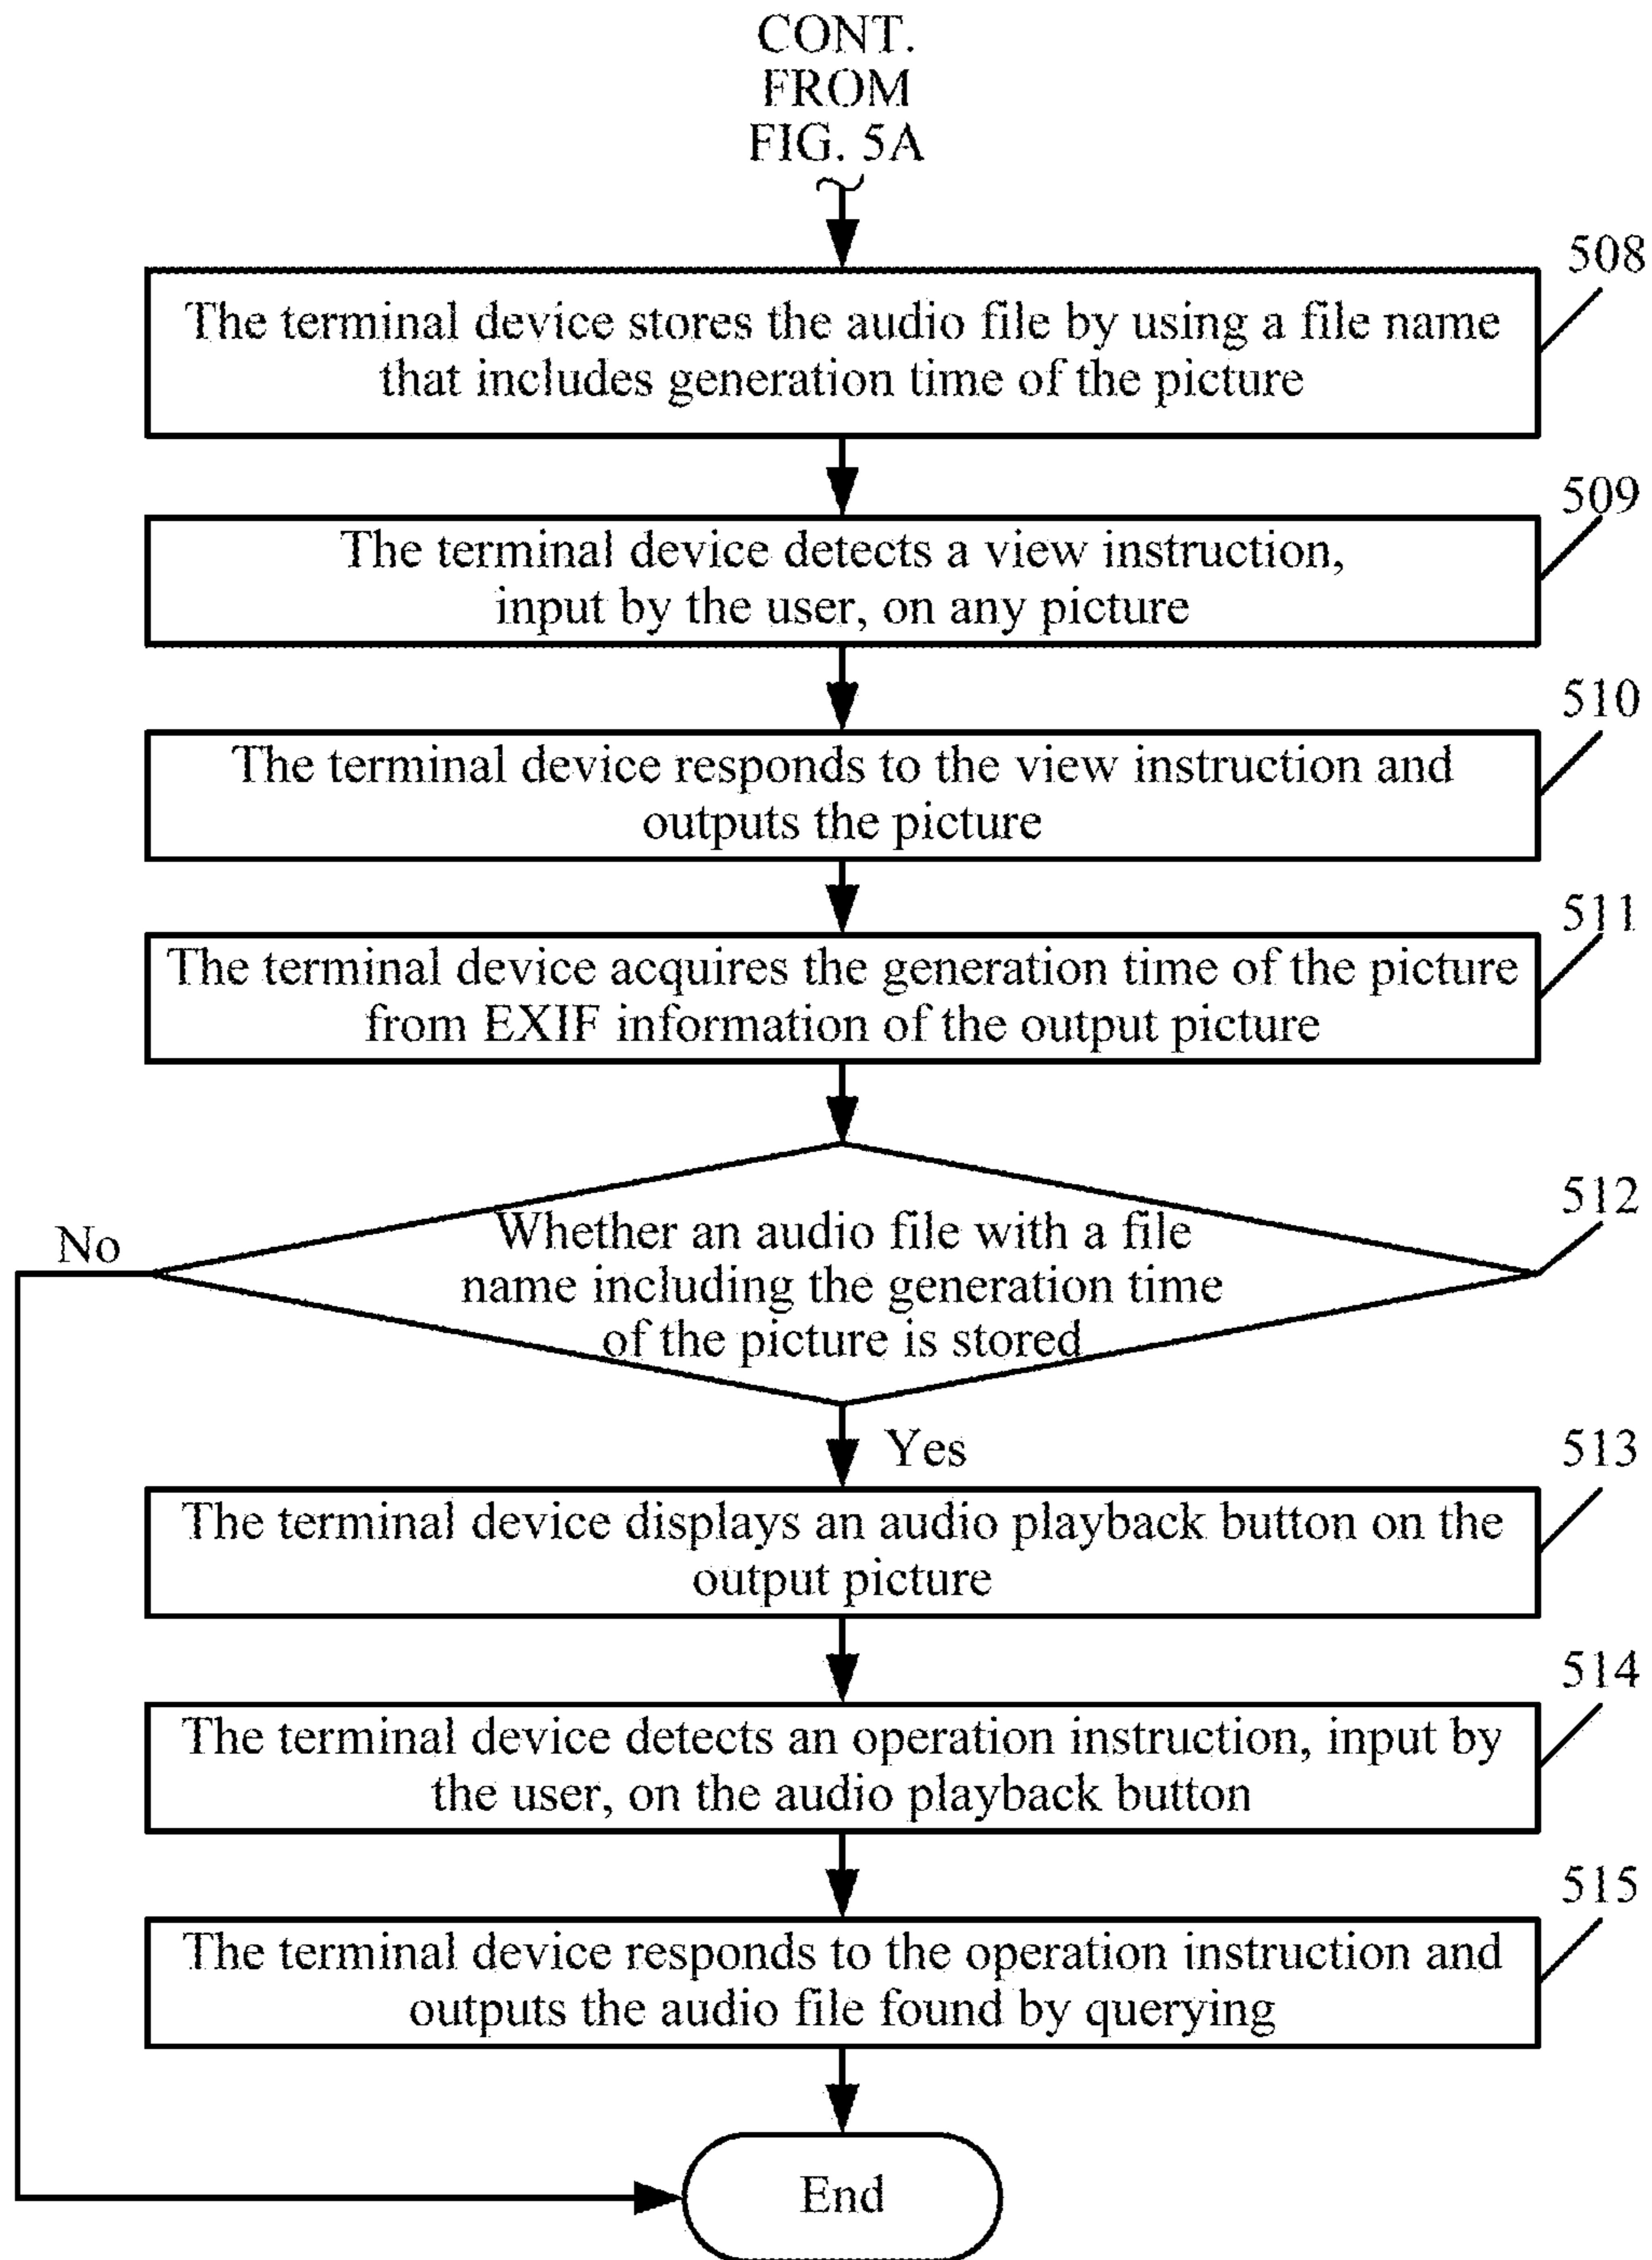 CONT.
FROM
FIG. 5A
508
The terminal device stores the audio file by using a file name
that includes generation time of the picture
509
The terminal device detects a view instruction,
input by the user, on any picture
510
The terminal device responds to the view instruction and
outputs the picture
511
The terminal device acquires the generation time of the picture
from EXIF information of the output picture
512
No
Whether an audio file with a file
name including the generation time
of the picture is stored
Yes
513
The terminal device displays an audio playback button on the
output picture
514
The terminal device detects an operation instruction, input by
the user, on the audio playback button
515
The terminal device responds to the operation instruction and
outputs the audio file found by querying
End